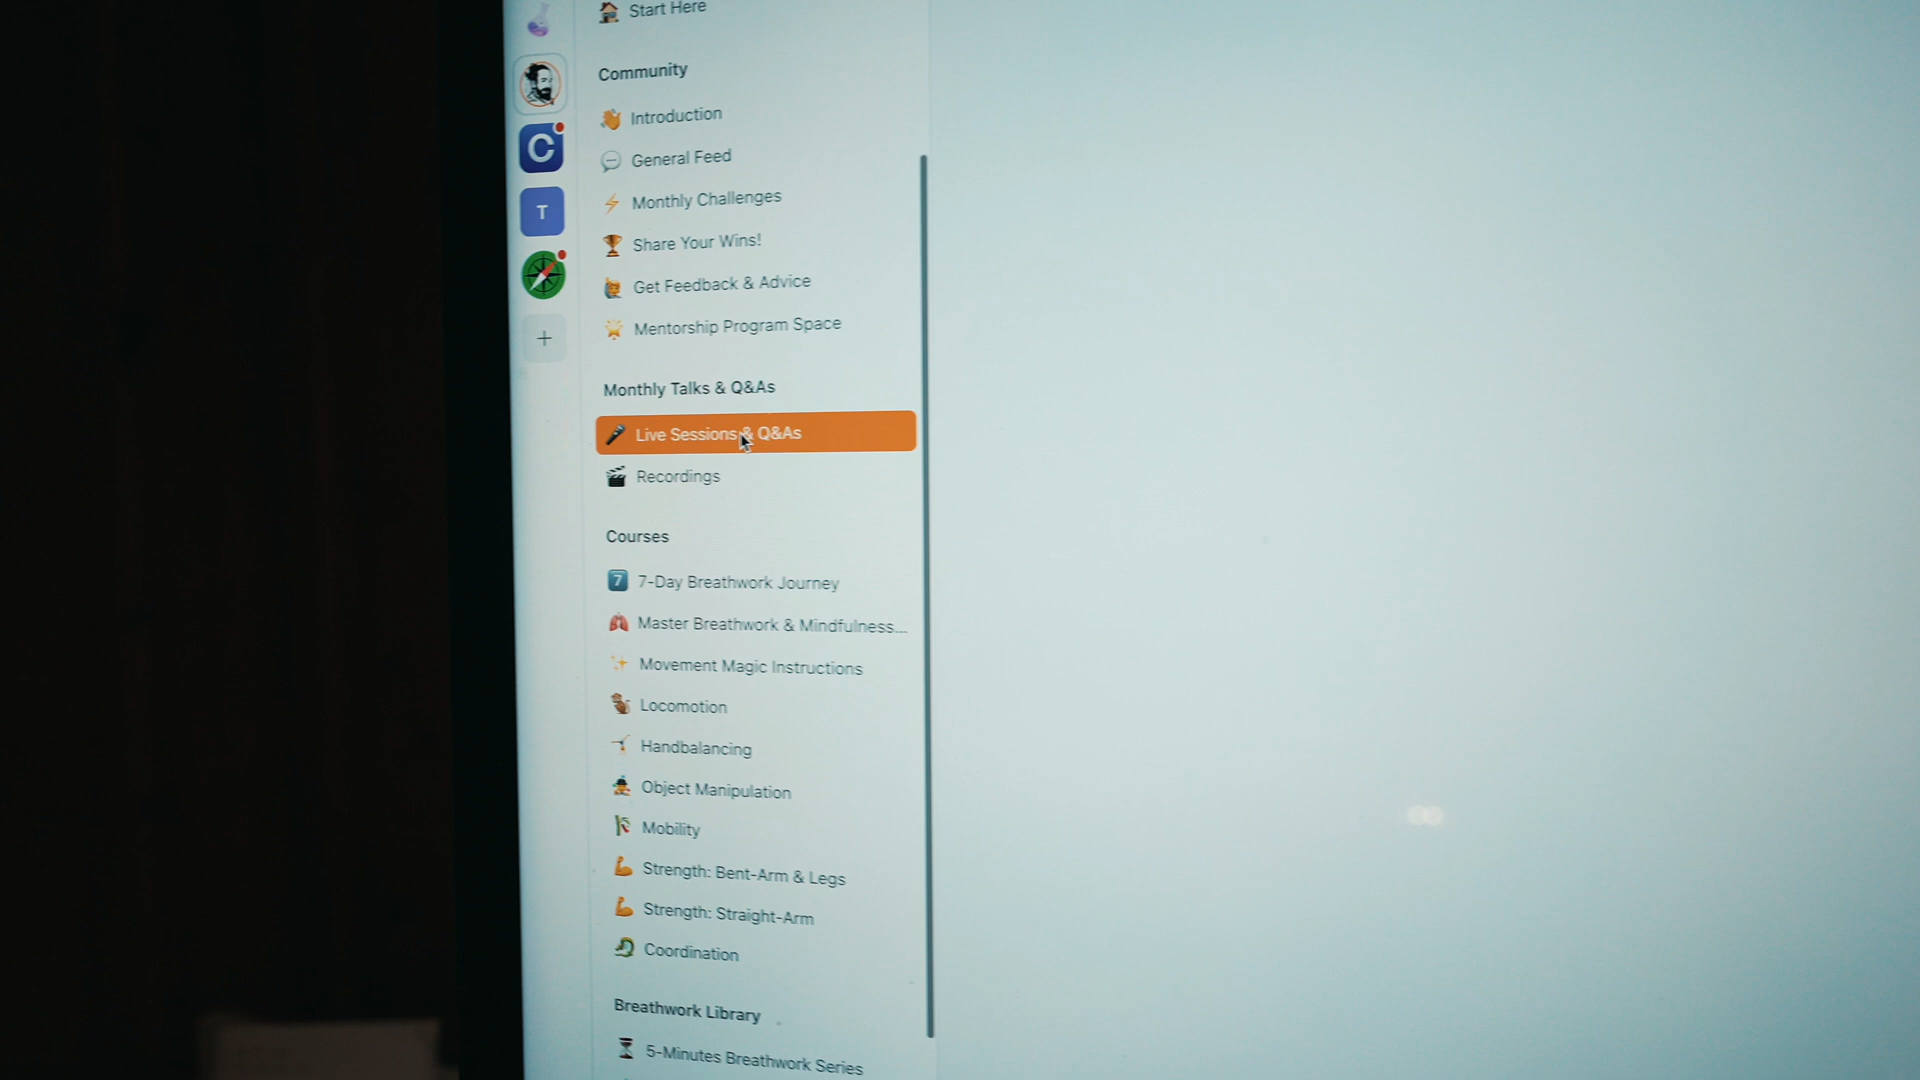 Start Here
Community
Introduction
General Feed
Monthly Challenges
Share Your Wins!
Get Feedback & Advice
Mentorship Program Space
Monthly Talks & Q&As
Live Sessions & Q&As
Recordings
Courses
7 7-Day Breathwork Journey
Master Breathwork & Mindfulness...
Movement Magic Instructions
Locomotion
Handbalancing
Object Manipulation
Mobility
Strength: Bent-Arm & Legs
Strength: Straight-Arm
Coordination
Breathwork Library
5-Minutes Breathwork Series
C
T
+